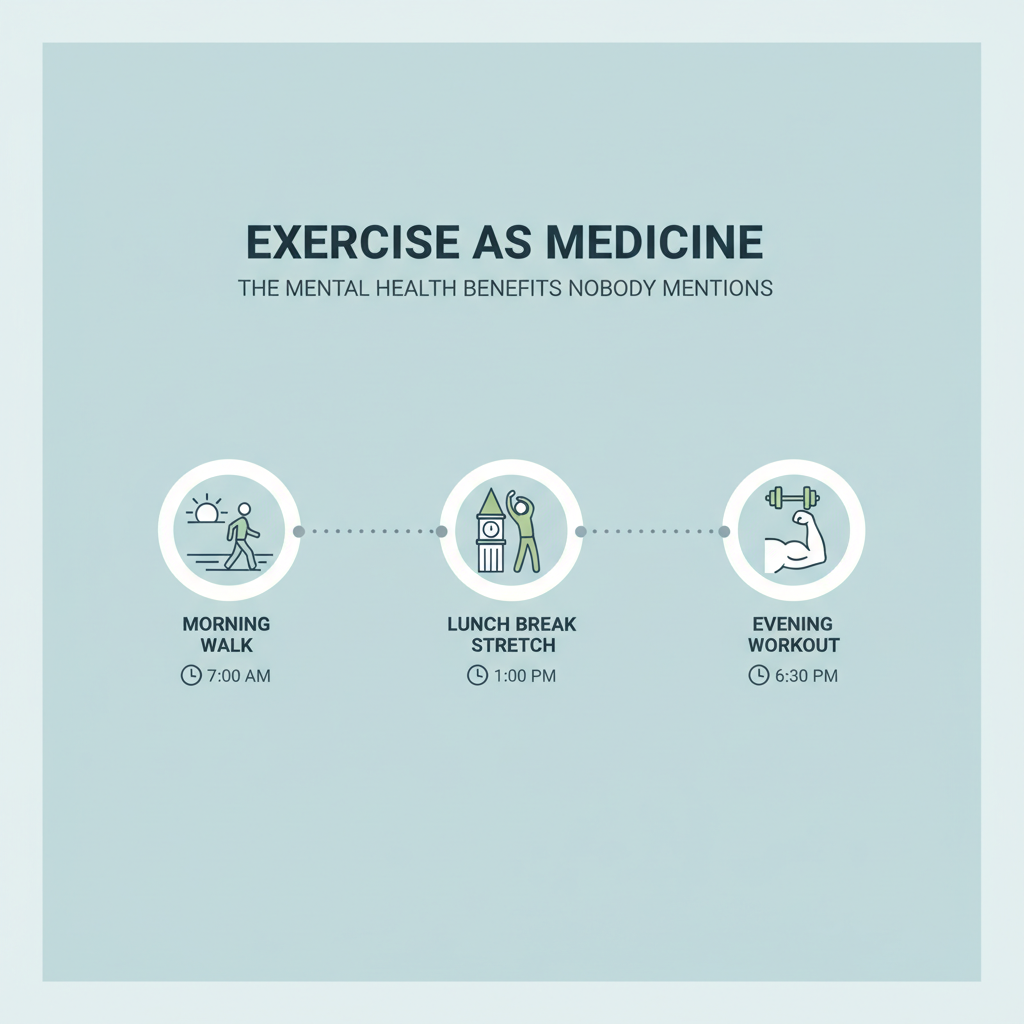 EXERCISE AS MEDICINE
THE MENTAL HEALTH BENEFITS NOBODY MENTIONS
MORNING
WALK
7:00 AM
LUNCH BREAK
STRETCH
1:00 PM
EVENING
WORKOUT
6:30 PM